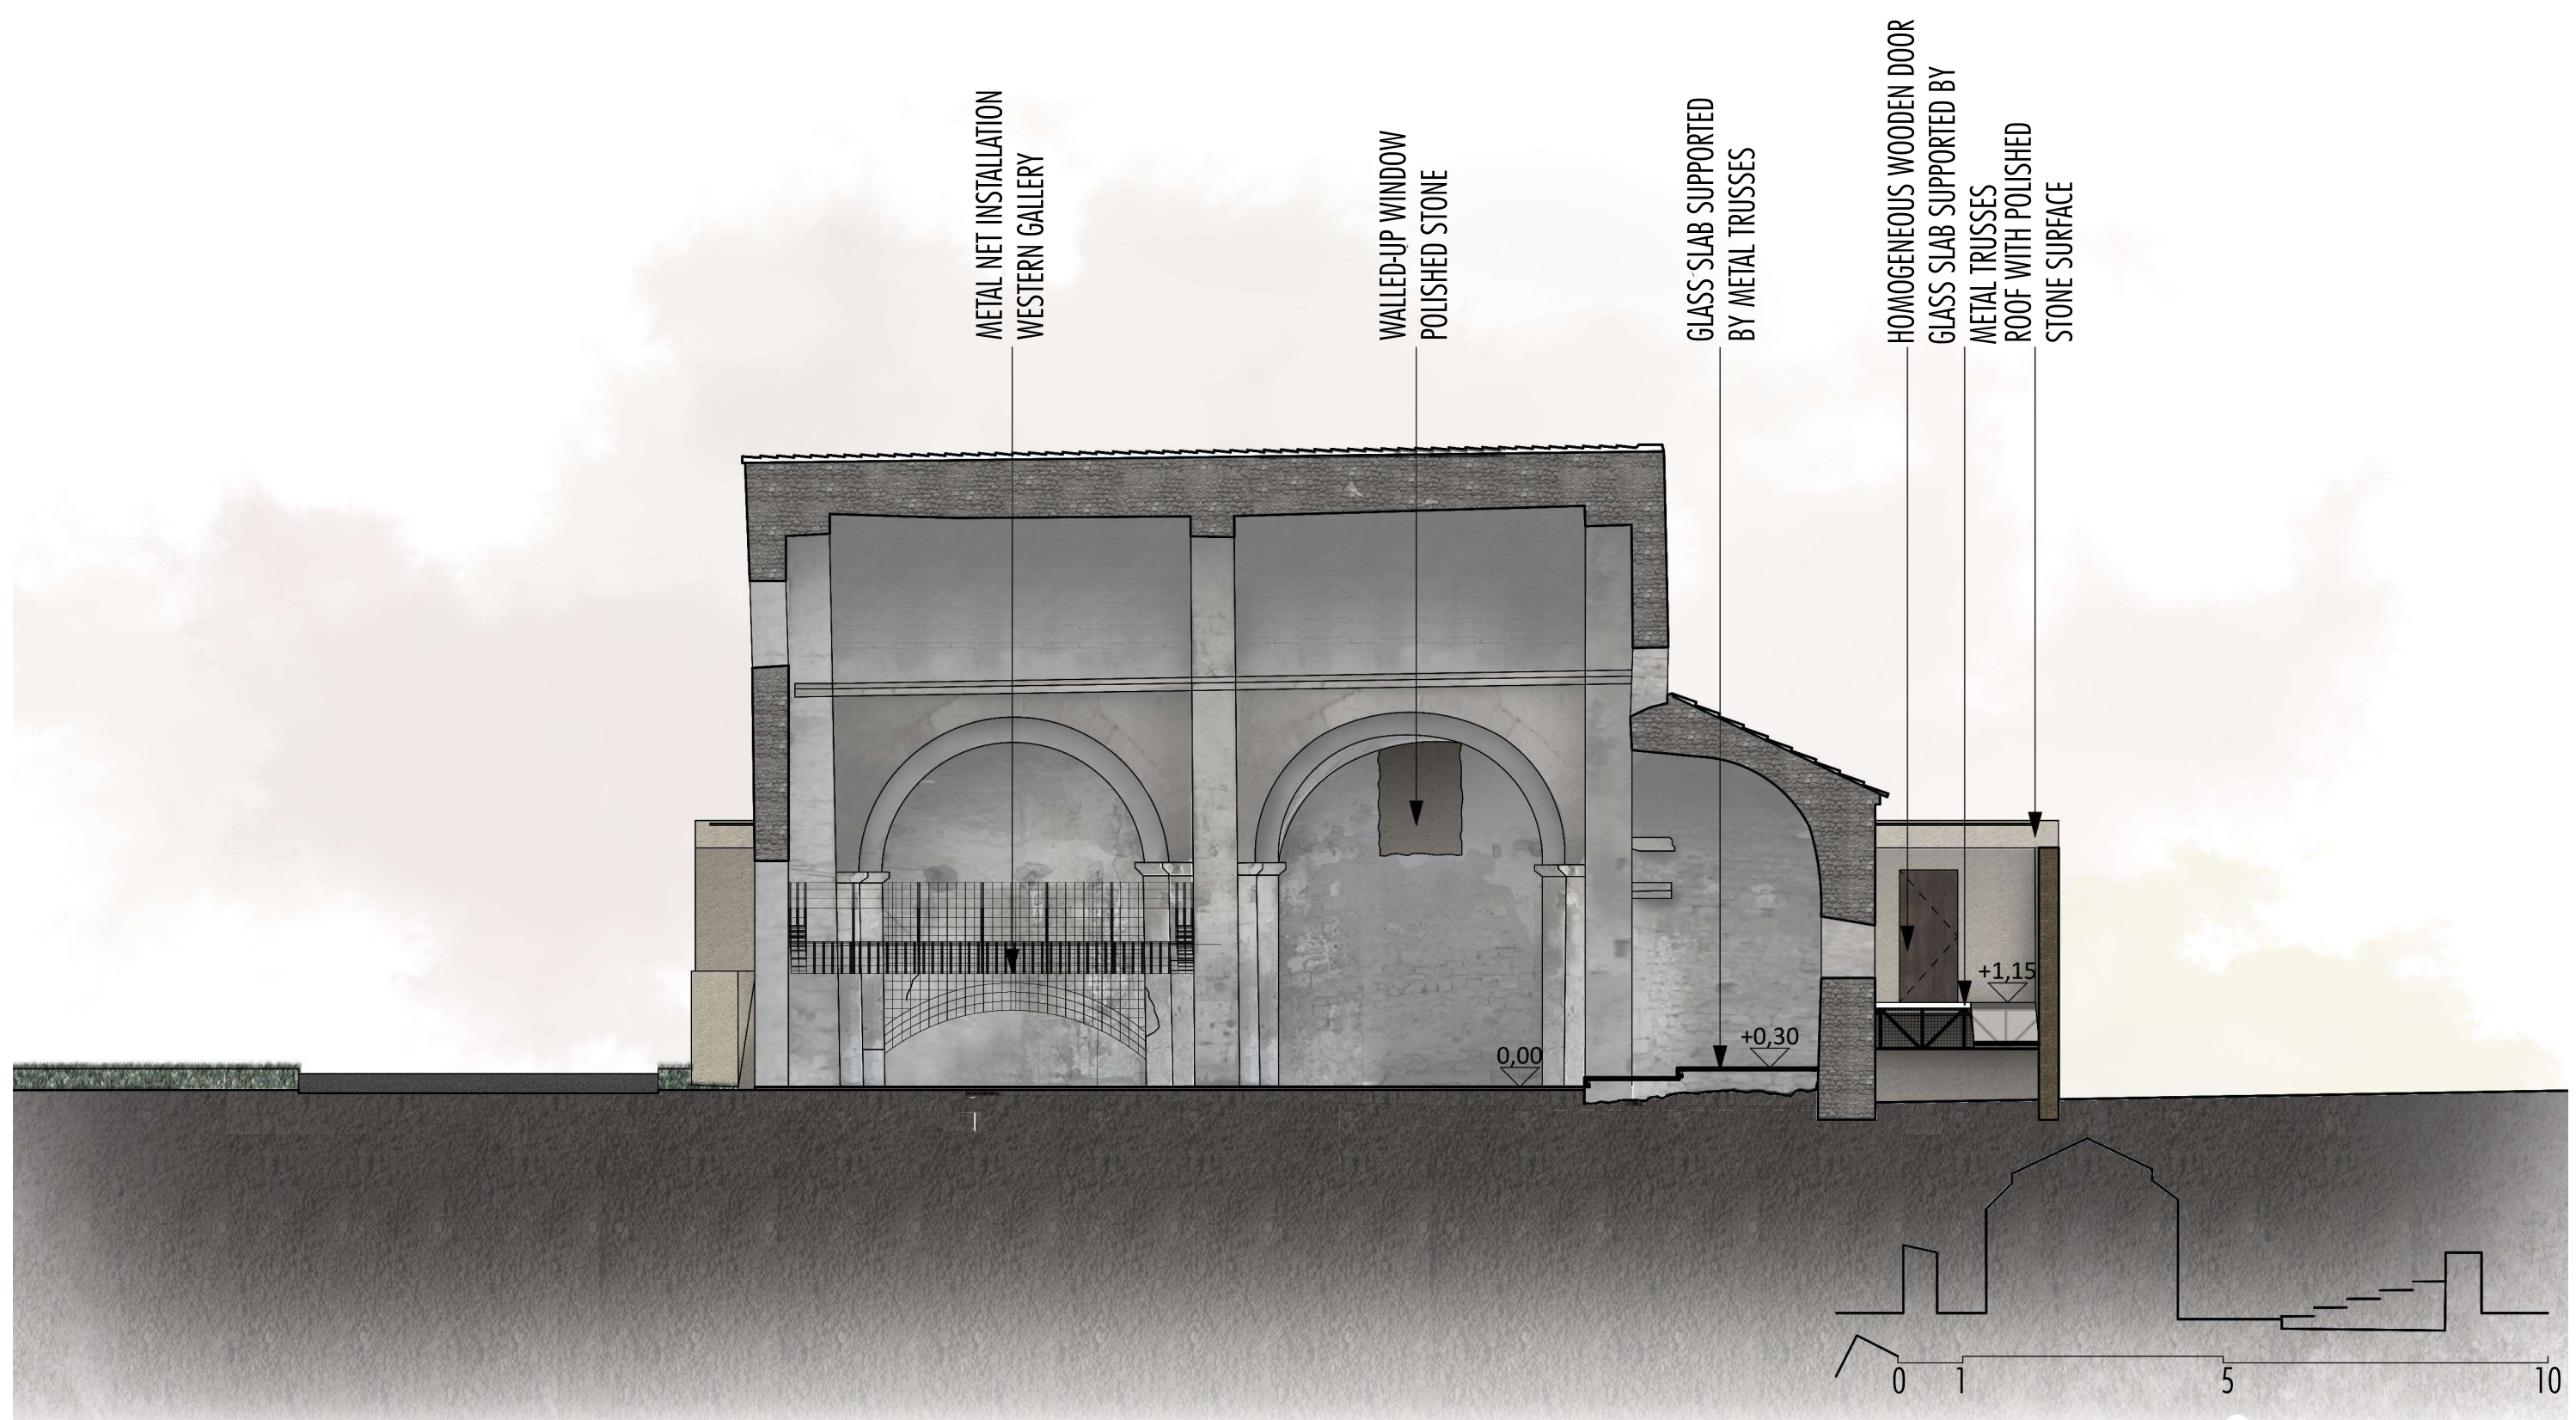 METAL NET INSTALLATION
WESTERN GALLERY
WALLED-UP WINDOW
POLISHED STONE
GLASS SLAB SUPPORTED
BY METAL TRUSSES
HOMOGENEOUS WOODEN DOOR
GLASS SLAB SUPPORTED BY
METAL TRUSSES
ROOF WITH POLISHED
STONE SURFACE
+1,15
+0,30
0,00
0 1 5 10